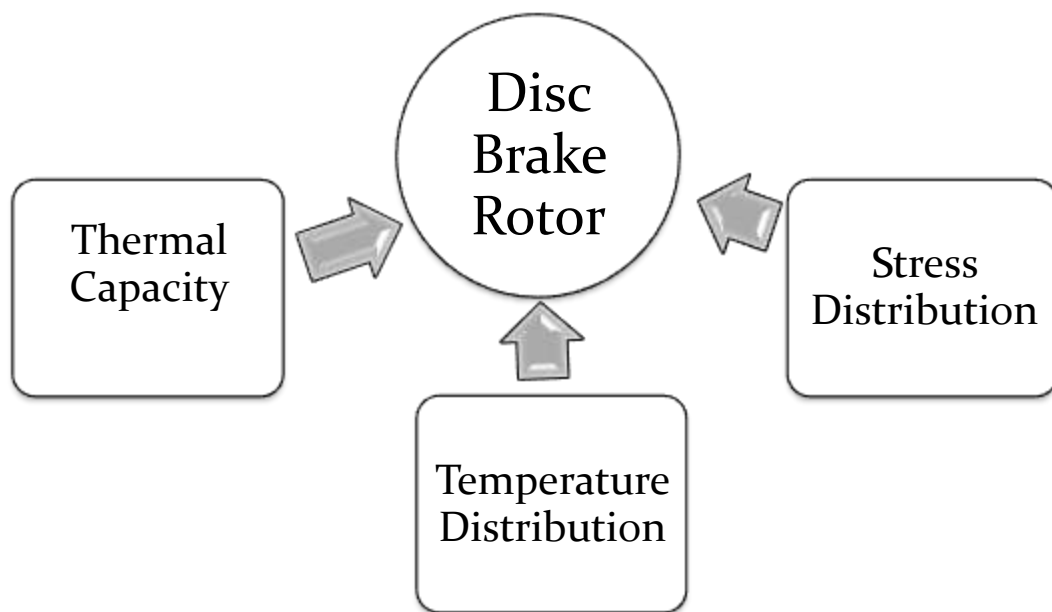 Disc
Brake
Rotor
Thermal
Capacity
Stress
Distribution
Temperature
Distribution